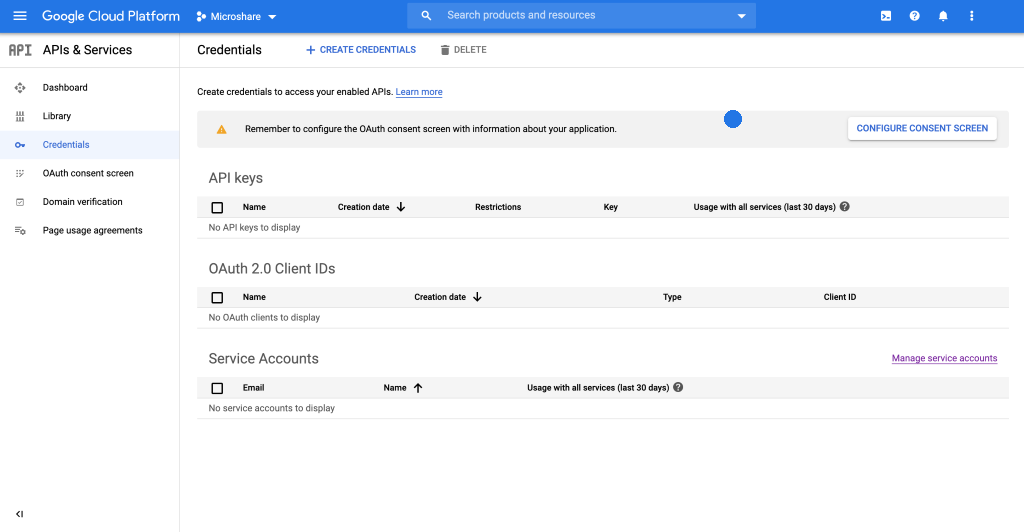 Google Cloud Platform
Microshare
Search products and resources
API APIs & Services
Credentials
CREATE CREDENTIALS
DELETE
Dashboard
Library
Credentials
OAuth consent screen
Domain verification
Page usage agreements
Create credentials to access your enabled APIs. Learn more
Remember to configure the OAuth consent screen with information about your application.
CONFIGURE CONSENT SCREEN
API keys
Name Creation date Restrictions Key Usage with all services (last 30 days)
No API keys to display
OAuth 2.0 Client IDs
Name Creation date Type Client ID
No OAuth clients to display
Service Accounts
Manage service accounts
Email Name Usage with all services (last 30 days)
No service accounts to display